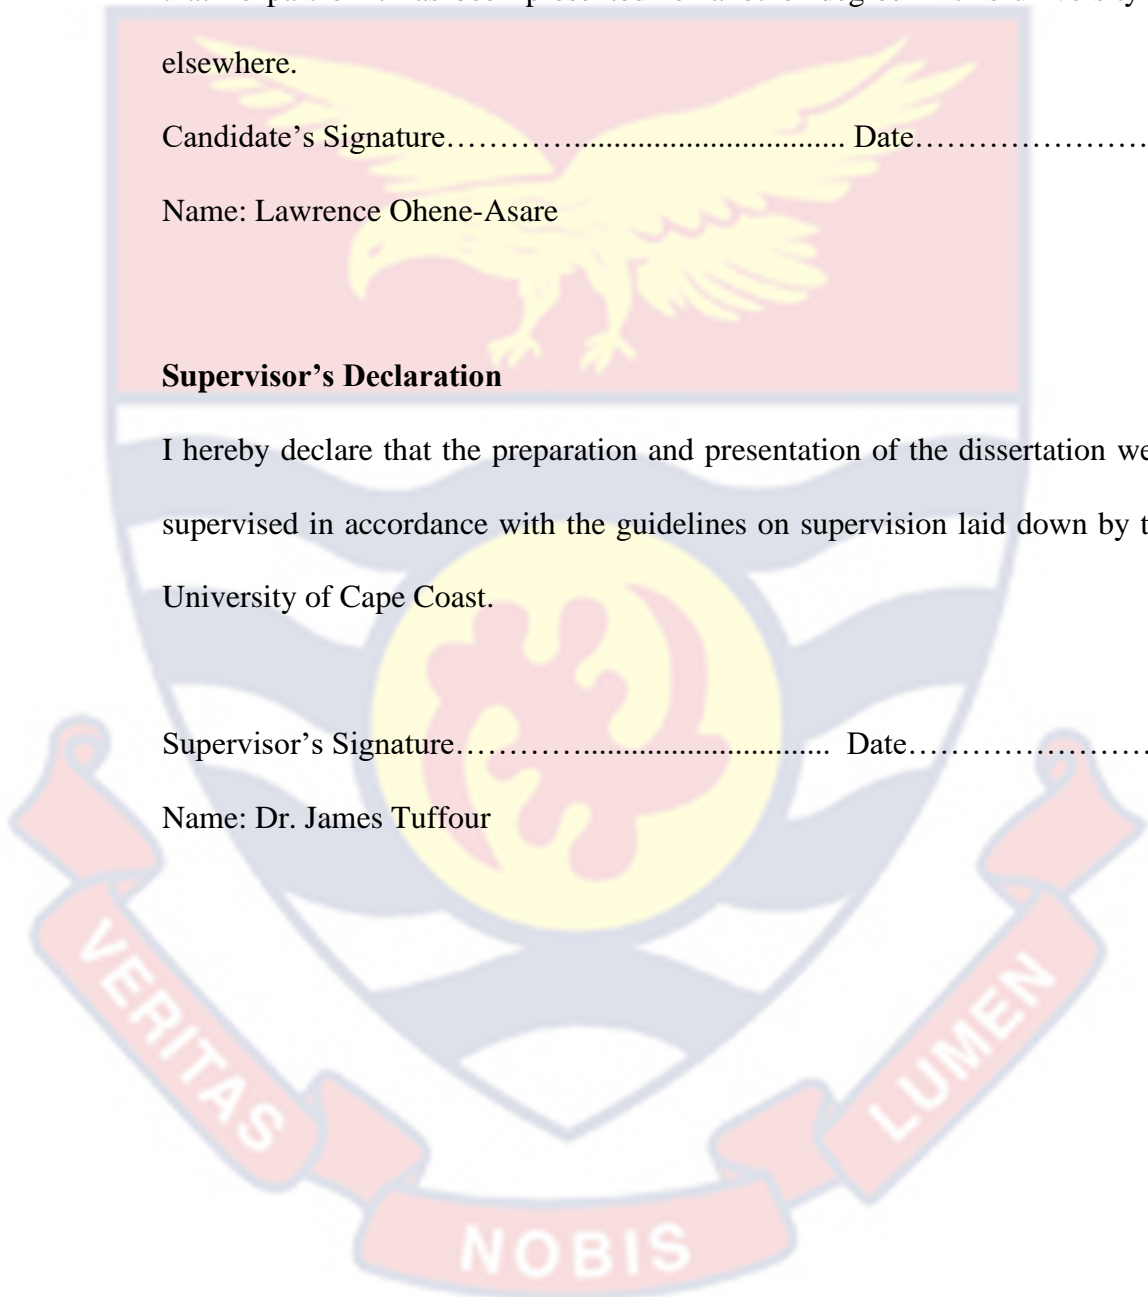 elsewhere.
Candidate’s Signature…………................................... Date……………………
Name: Lawrence Ohene-Asare
Supervisor’s Declaration
I hereby declare that the preparation and presentation of the dissertation
supervised in accordance with the guidelines on supervision laid down by
University of Cape Coast.
Supervisor’s Signature…………................................ Date……………………
Name: Dr. James Tuffour
VERITAS
NOBIS
LUMEN